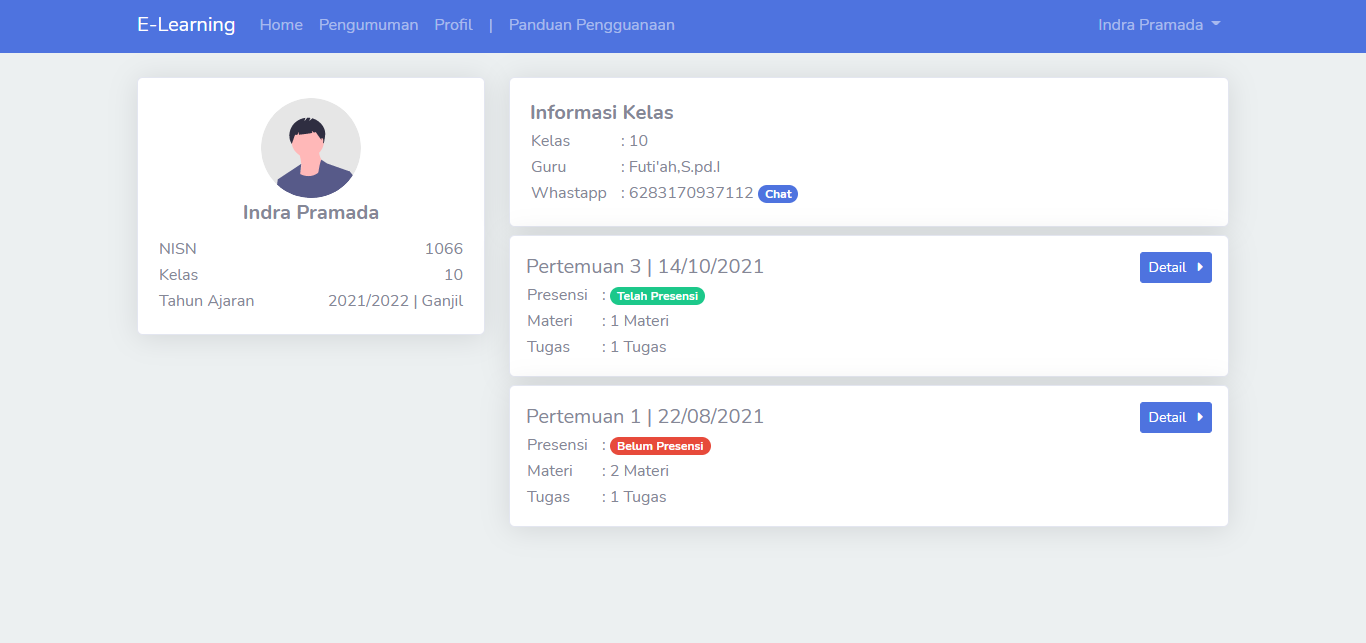 E-Learning Home Pengumuman Profil | Panduan Pengguanaan Indra Pramada
Indra Pramada
NISN 1066
Kelas 10
Tahun Ajaran 2021/2022 | Ganjil
Informasi Kelas
Kelas : 10
Guru : Futi'ah,S.pd.I
Whastapp : 6283170937112 Chat
Pertemuan 3 | 14/10/2021 Detail
Presensi : Telah Presensi
Materi : 1 Materi
Tugas : 1 Tugas
Pertemuan 1 | 22/08/2021 Detail
Presensi : Belum Presensi
Materi : 2 Materi
Tugas : 1 Tugas